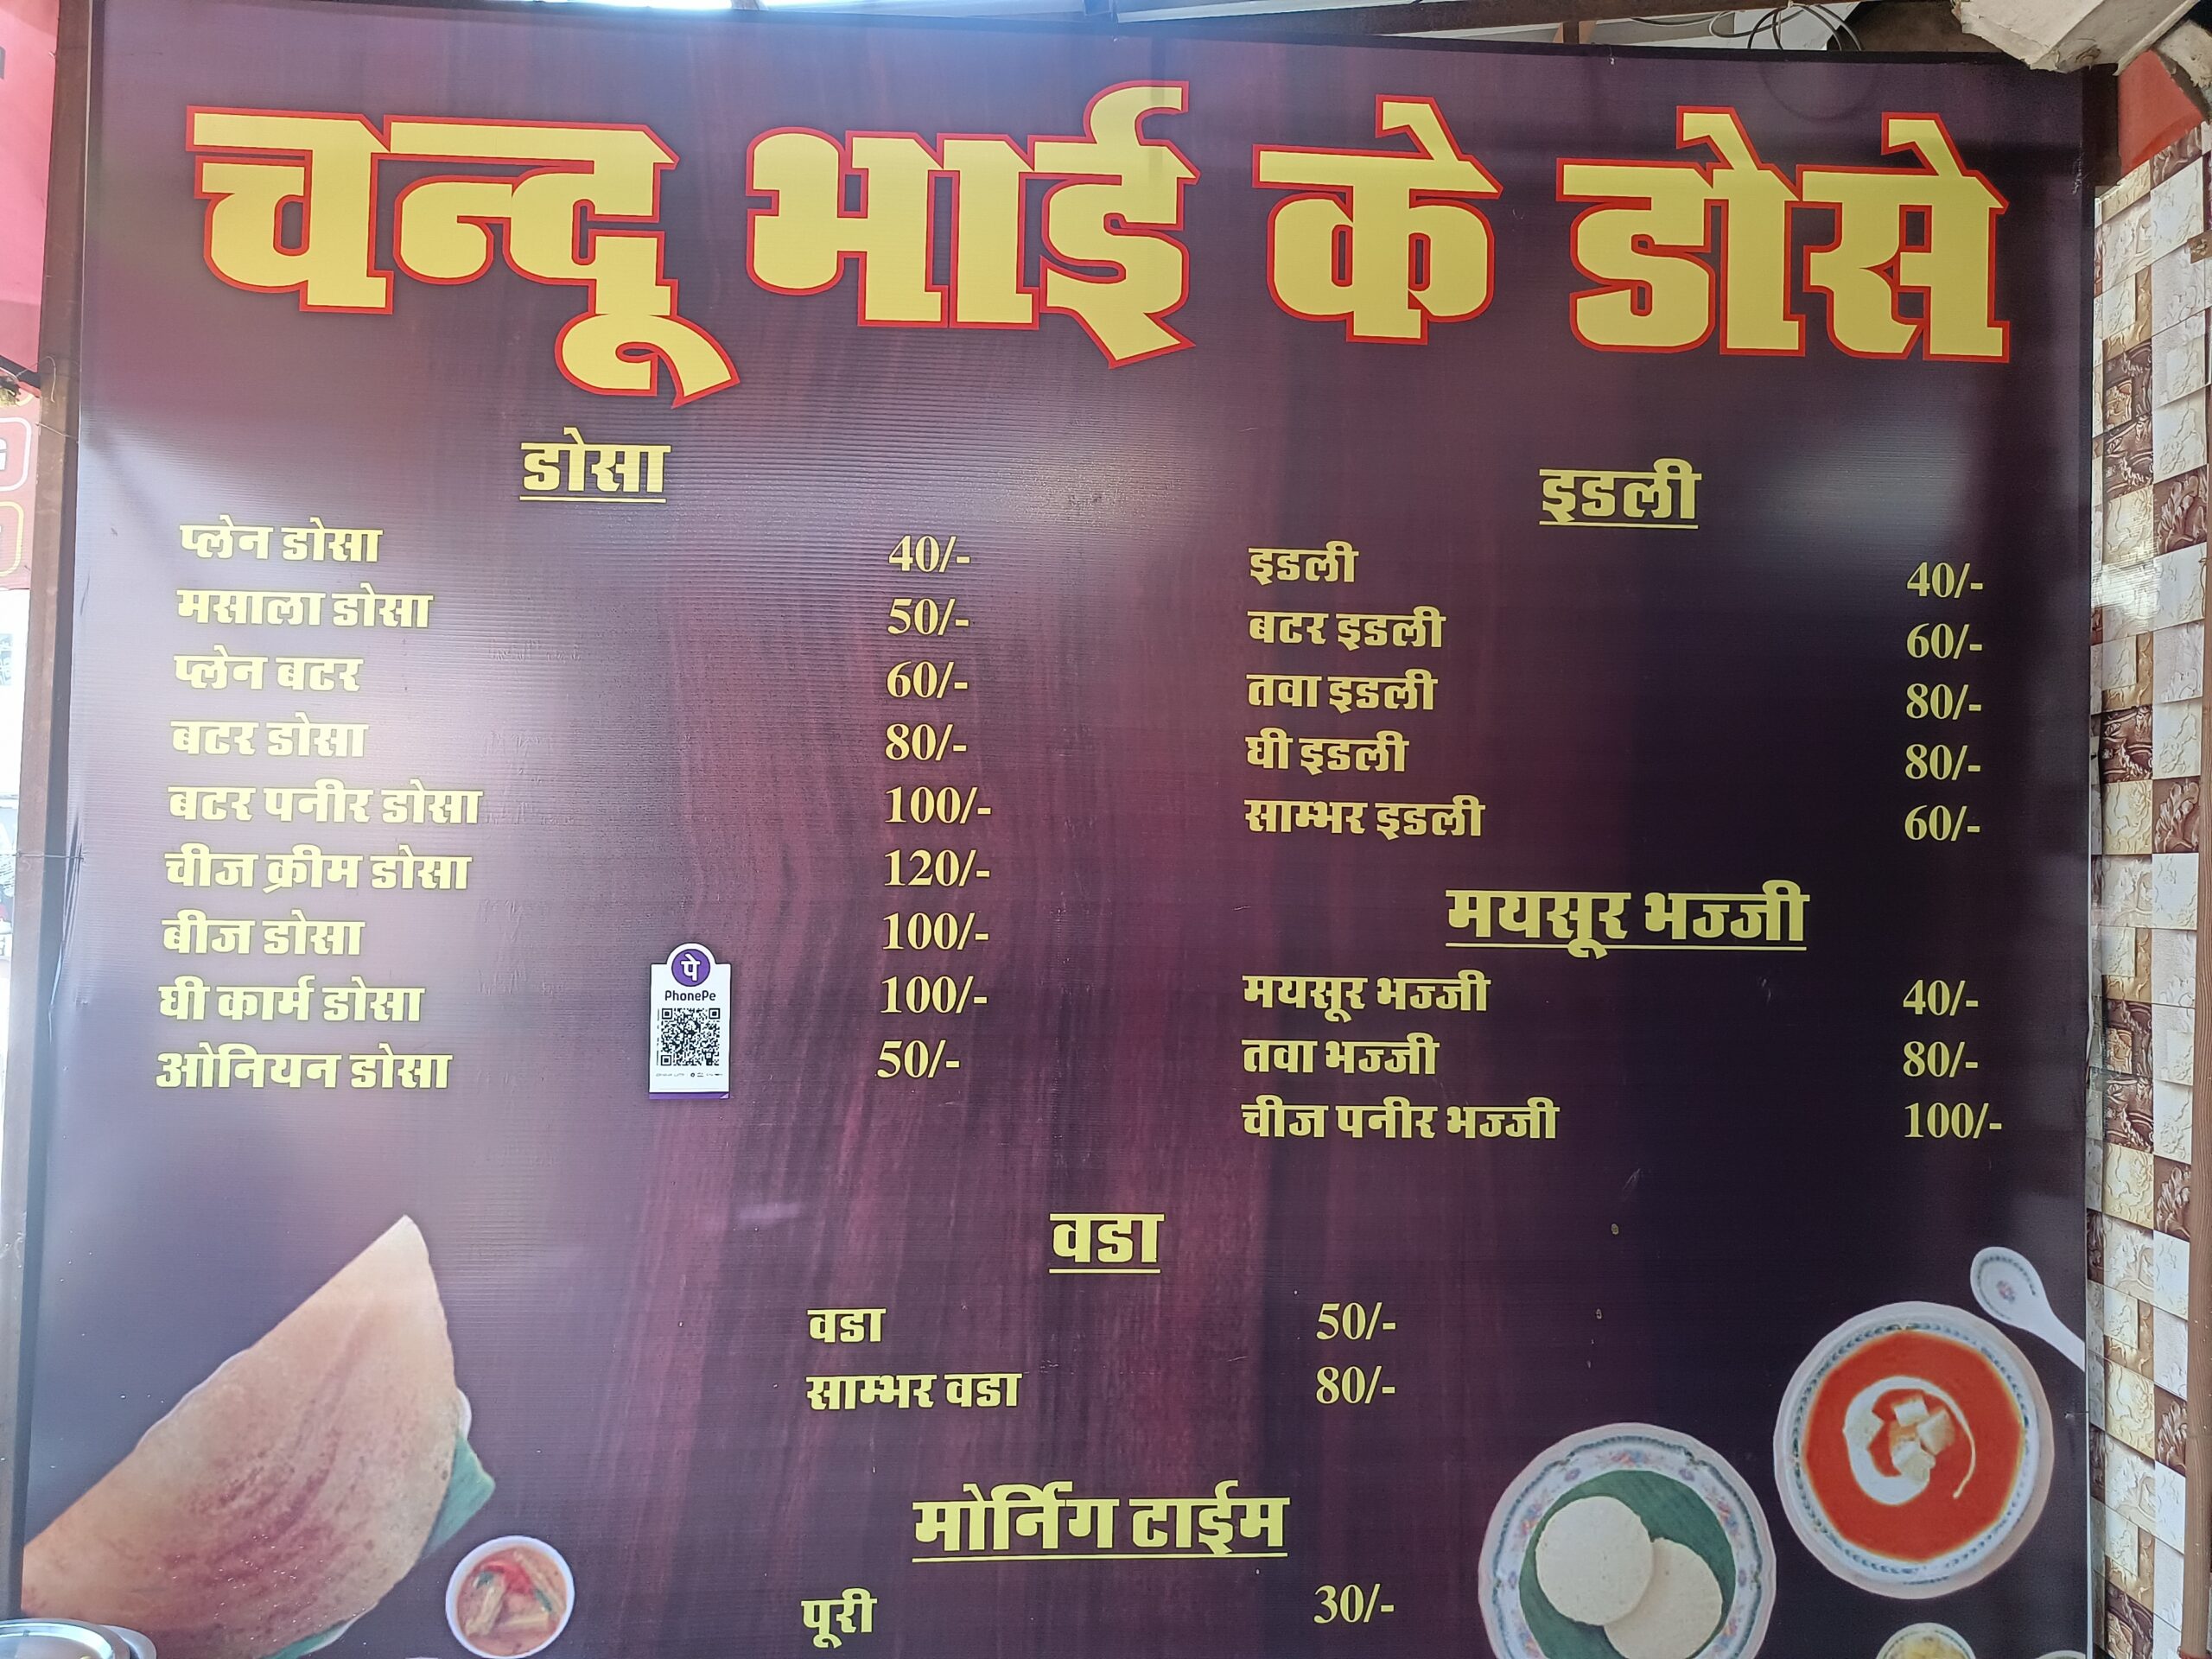 चन्दू भाई के डोसे
डोसा
प्लेन डोसा 40/-
मसाला डोसा 50/-
प्लेन बटर 60/-
बटर डोसा 80/-
बटर पनीर डोसा 100/-
चीज क्रीम डोसा 120/-
बीज डोसा 100/-
घी कार्म डोसा 100/-
ओनियन डोसा 50/-
पे
PhonePe
इडली
इडली 40/-
बटर इडली 60/-
तवा इडली 80/-
घी इडली 80/-
साम्भर इडली 60/-
मयसूर भज्जी
मयसूर भज्जी 40/-
तवा भज्जी 80/-
चीज पनीर भज्जी 100/-
वडा
वडा 50/-
साम्भर वडा 80/-
मोर्निग टाईम
पूरी 30/-